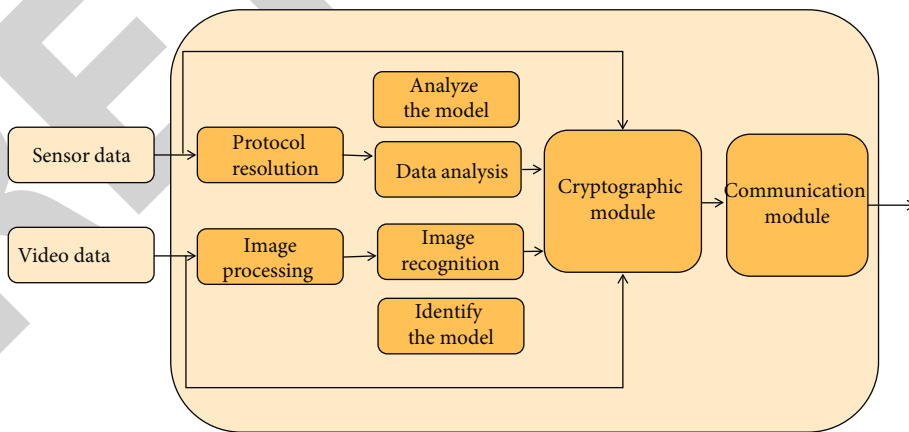 Analyze
the model
Sensor data
Protocol
resolution
Data analysis
Cryptographic
module
Communication
module
Video data
Image
processing
Image
recognition
Identify
the model